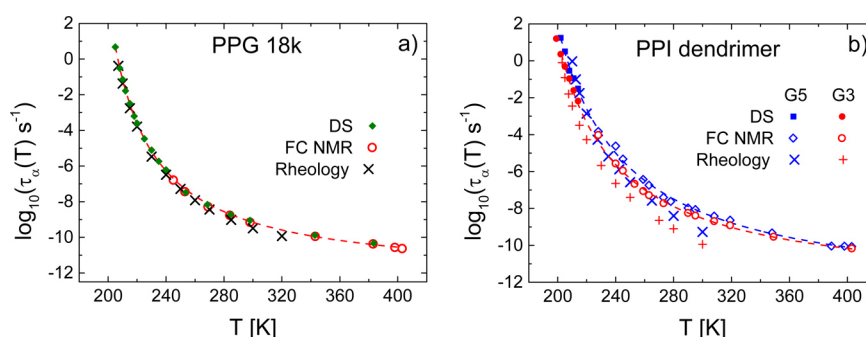 PPG 18k a)
DS
FC NMR
Rheology
log10(τα(T) s-1)
2
0
-2
-4
-6
-8
-10
-12
200 240 280 320 360 400
T [K]
PPI dendrimer b)
G5 G3
DS
FC NMR
Rheology
log10(τα(T) s-1)
2
0
-2
-4
-6
-8
-10
-12
200 240 280 320 360 400
T [K]